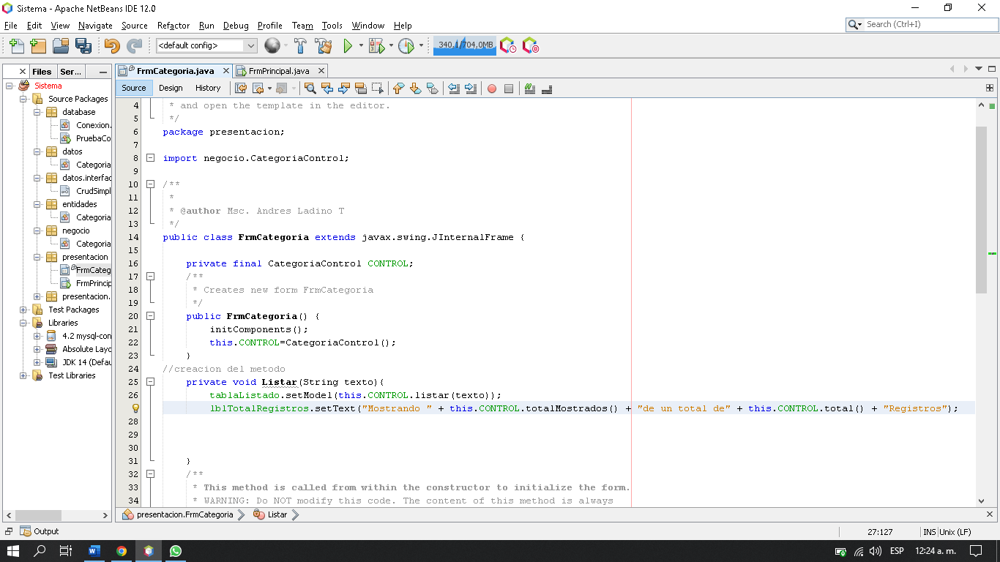 Sistema - Apache NetBeans IDE 12.0
File Edit View Navigate Source Refactor Run Debug Profile Team Tools Window Help
Search (Ctrl+I)
<default config>
340,1/704,0MB
Files Ser...
FrmCategoria.java
FrmPrincipal.java
Source Design History
Sistema
Source Packages
database
Conexion.
PruebaCo
datos
Categoria
datos.interfac
CrudSimpl
entidades
Categoria
negocio
Categoria
presentacion
FrmCateg
FrmPrincip
presentacion.
Test Packages
Libraries
4.2 mysql-con
Absolute Layo
JDK 14 (Defau
Test Libraries
4 * and open the template in the editor.
5 */
6 package presentacion;
7
8 import negocio.CategoriaControl;
9
10 /**
11 *
12 * @author Msc. Andres Ladino T
13 */
14 public class FrmCategoria extends javax.swing.JInternalFrame {
15
16 private final CategoriaControl CONTROL;
17 /**
18 * Creates new form FrmCategoria
19 */
20 public FrmCategoria() {
21 initComponents();
22 this.CONTROL=CategoriaControl();
23 }
24 //creacion del metodo
25 private void Listar(String texto){
26 tablaListado.setModel(this.CONTROL.listar(texto));
lblTotalRegistros.setText("Mostrando " + this.CONTROL.totalMostrados() + "de un total de" + this.CONTROL.total() + "Registros");
28
29
30
31 }
32 /**
33 * This method is called from within the constructor to initialize the form.
34 * WARNING: Do NOT modify this code. The content of this method is always
presentacion.FrmCategoria Listar
Output
27:127 INS Unix (LF)
ESP 12:24 a. m.